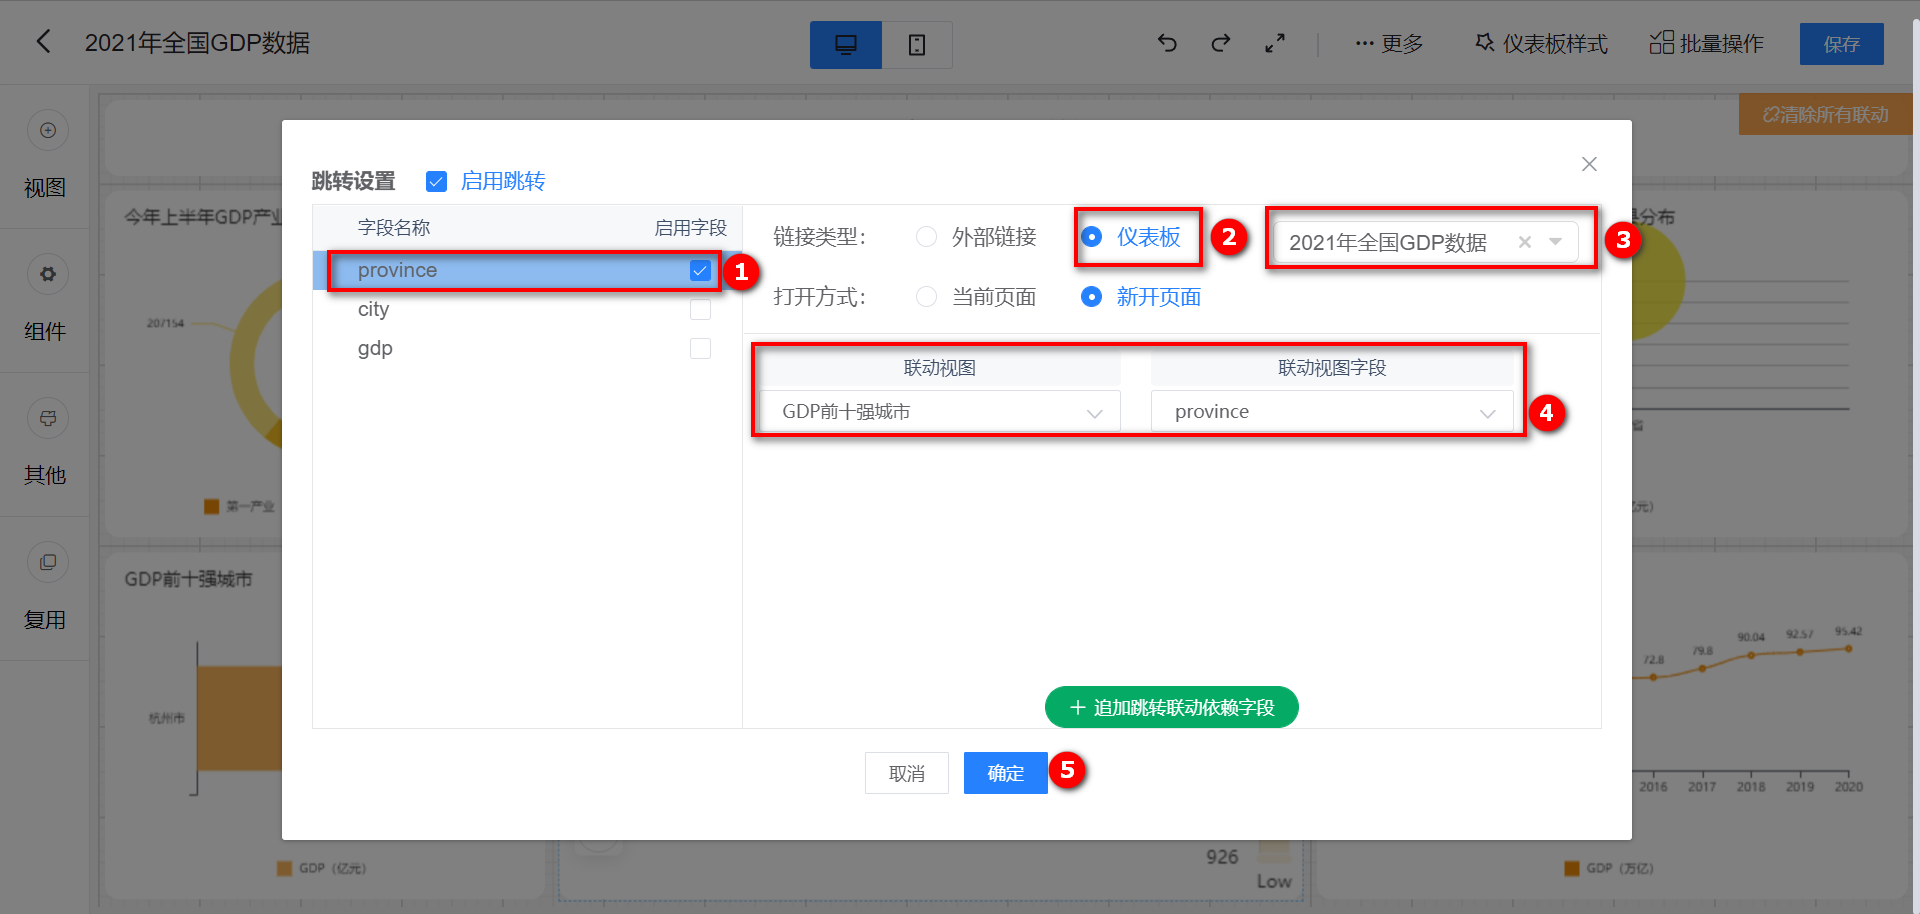 2021年全国GDP数据
更多
仪表板样式
批量操作
保存
清除所有联动
视图
组件
其他
复用
今年上半年GDP产业
207154
第一产业
县分布
亿元）
GDP前十强城市
杭州市
GDP（亿元）
跳转设置
启用跳转
字段名称
启用字段
province
1
city
gdp
链接类型：
外部链接
仪表板
2
2021年全国GDP数据
3
打开方式：
当前页面
新开页面
联动视图
联动视图字段
GDP前十强城市
province
4
追加跳转联动依赖字段
取消
确定
5
926
Low
72.8
79.8
90.04
92.57
95.42
2016
2017
2018
2019
2020
GDP（万亿）